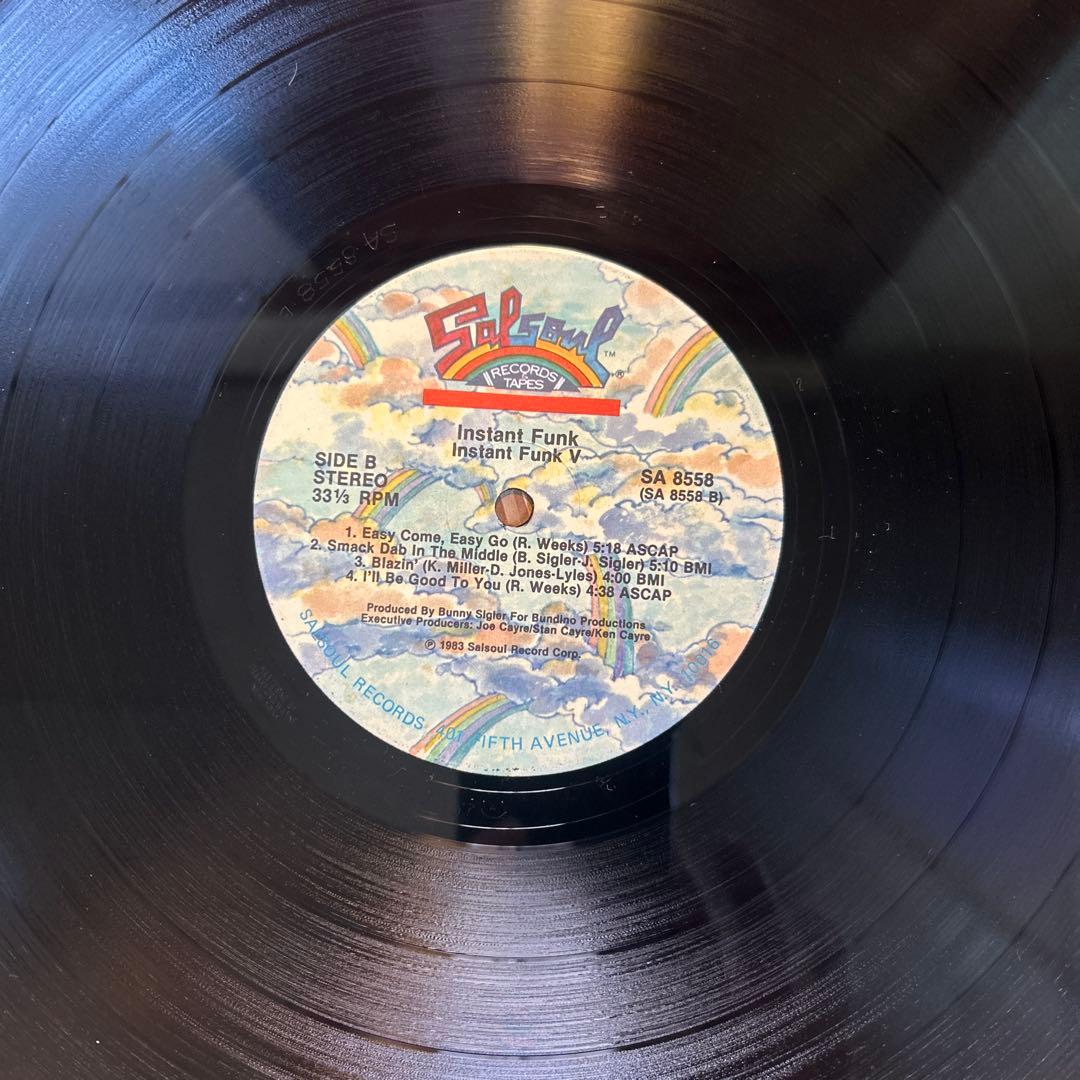 SA 8558
Salsoul ™
RECORDS
&
TAPES ®
Instant Funk
Instant Funk V
SIDE B
STEREO
33⅓ RPM
SA 8558
(SA 8558 B)
1. Easy Come, Easy Go (R. Weeks) 5:18 ASCAP
2. Smack Dab In The Middle (B. Sigler-J. Sigler) 5:10 BMI
3. Blazin' (K. Miller-D. Jones-Lyles) 4:00 BMI
4. I'll Be Good To You (R. Weeks) 4:38 ASCAP
Produced By Bunny Sigler For Bundino Productions
Executive Producers: Joe Cayre/Stan Cayre/Ken Cayre
℗ 1983 Salsoul Record Corp.
SALSOUL RECORDS 401 FIFTH AVENUE, N.Y., N.Y. 10016